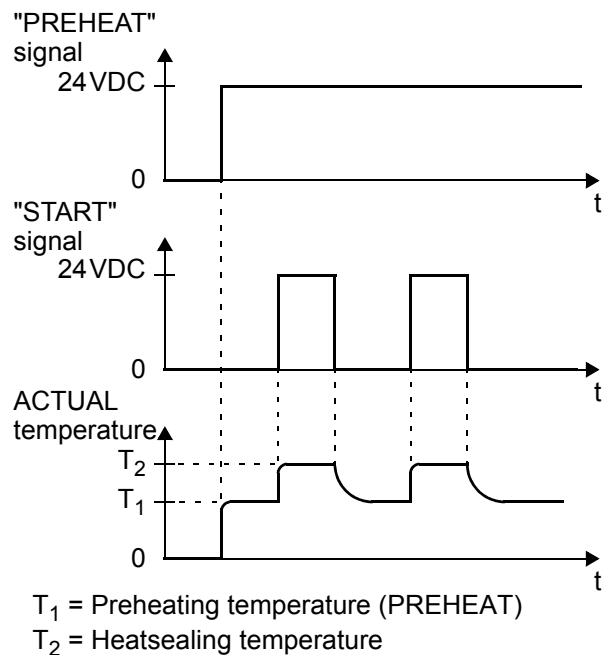 "PREHEAT"
signal
24VDC
0
t
"START"
signal
24VDC
0
t
ACTUAL
temperature
T₂
T₁
0
t
T₁ = Preheating temperature (PREHEAT)
T₂ = Heatsealing temperature